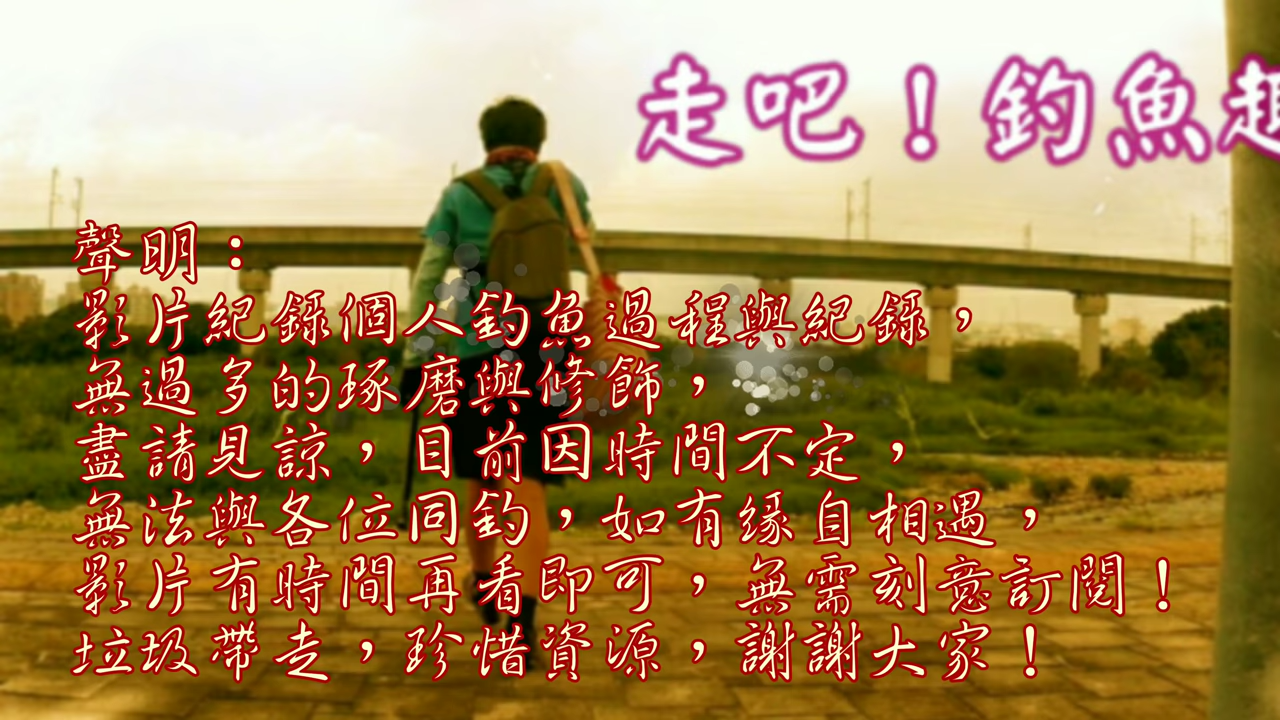 走吧！釣魚趣
聲明：
影片紀錄個人釣魚過程與紀錄，
無過多的琢磨與修飾，
盡請見諒，目前因時間不定，
無法與各位同釣，如有緣自相遇，
影片有時間再看即可，無需刻意訂閱！
垃圾帶走，珍惜資源，謝謝大家！